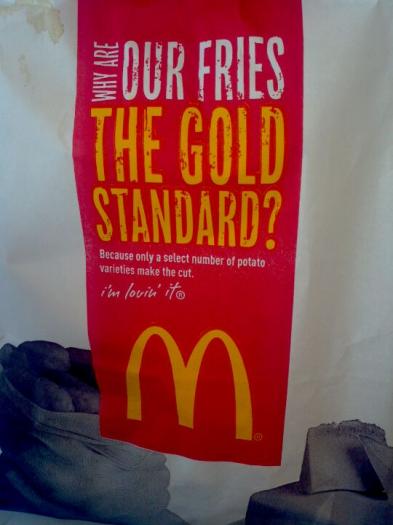 WHY ARE
OUR FRIES
THE GOLD
STANDARD?
Because only a select number of potato
varieties make the cut.
i'm lovin' it®
M®